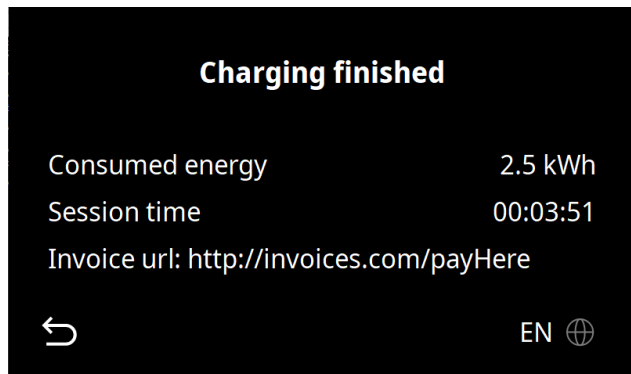 Charging finished
Consumed energy 2.5 kWh
Session time 00:03:51
Invoice url: http://invoices.com/payHere
EN